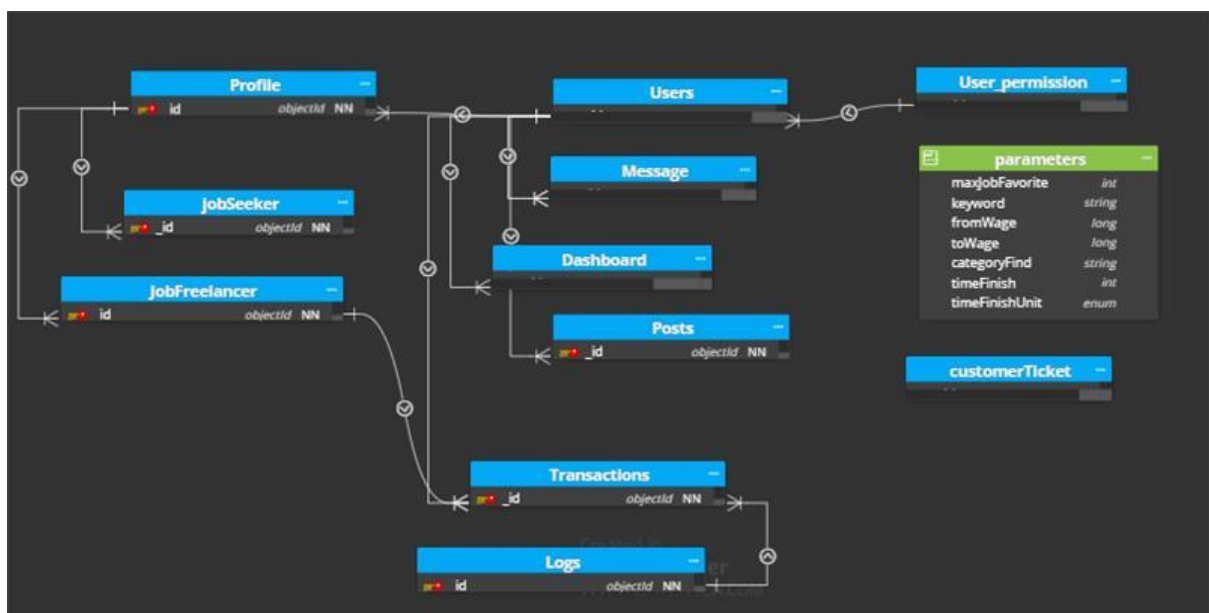 Profile
id objectId NN
Users
User_permission
Message
parameters
maxJobFavorite int
keyword string
fromWage long
toWage long
categoryFind string
timeFinish int
timeFinishUnit enum
JobSeeker
_id objectId NN
Dashboard
JobFreelancer
id objectId NN
Posts
_id objectId NN
customerTicket
Transactions
_id objectId NN
Created in
Logs
id objectId NN